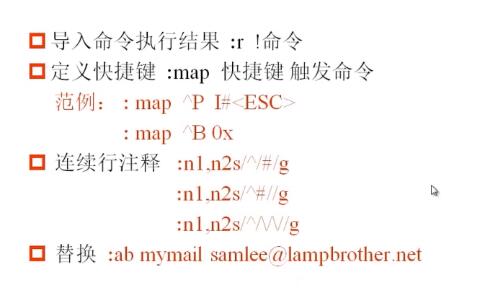 导入命令执行结果 :r !命令
定义快捷键 :map 快捷键 触发命令
范例： : map ^P I#<ESC>
: map ^B 0x
连续行注释 :n1,n2s/^/#/g
:n1,n2s/^#//g
:n1,n2s/^/\/\//g
替换 :ab mymail samlee@lampbrother.net